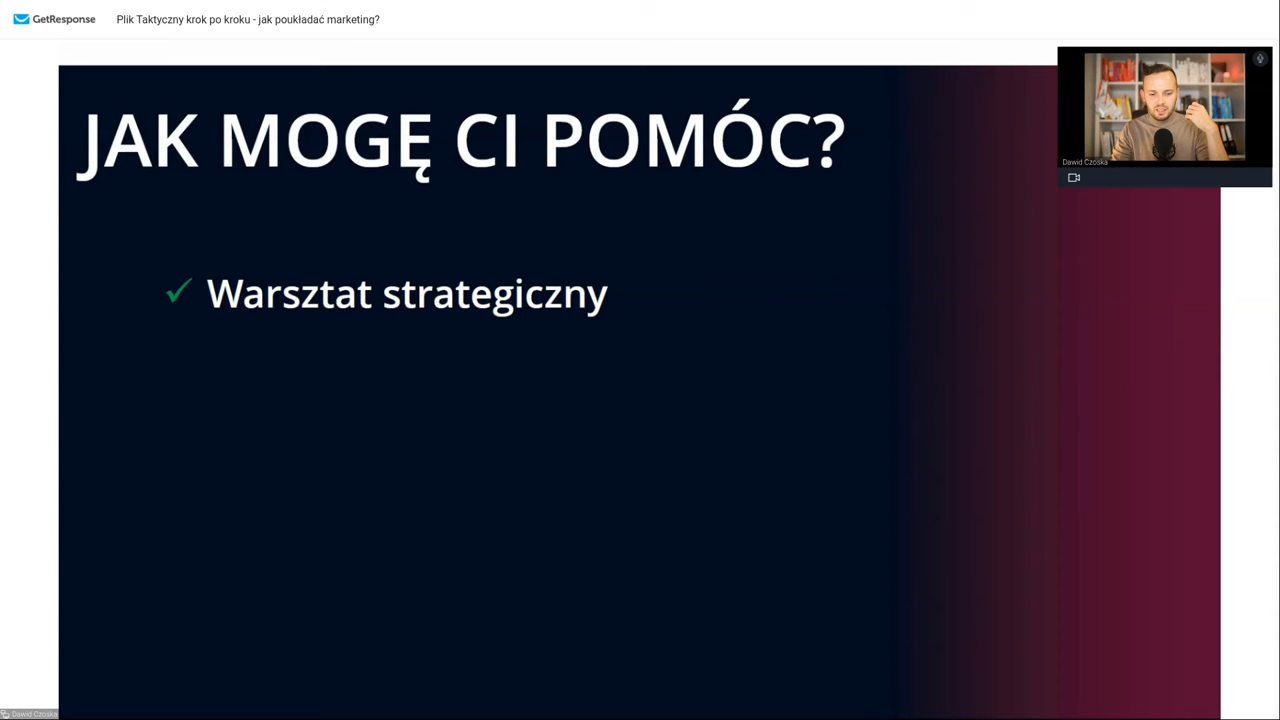 GetResponse
Plik Taktyczny krok po kroku - jak poukładać marketing?
Dawid Czoska
JAK MOGĘ CI POMÓC?
✓ Warsztat strategiczny
Dawid Czoska